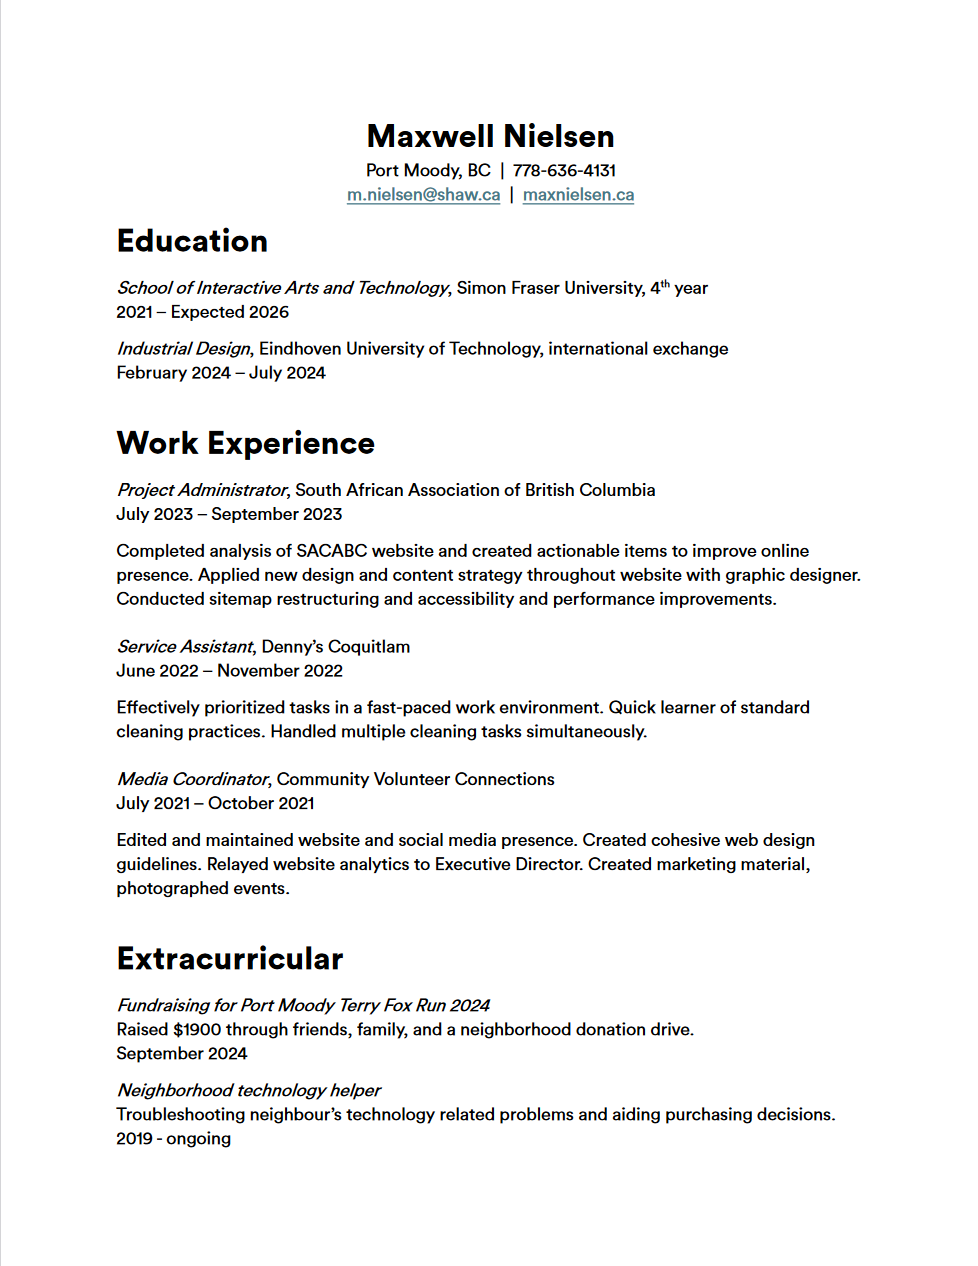 Maxwell Nielsen
Port Moody, BC | 778-636-4131
m.nielsen@shaw.ca | maxnielsen.ca
Education
School of Interactive Arts and Technology, Simon Fraser University, 4th year
2021 – Expected 2026
Industrial Design, Eindhoven University of Technology, international exchange
February 2024 – July 2024
Work Experience
Project Administrator, South African Association of British Columbia
July 2023 – September 2023
Completed analysis of SACABC website and created actionable items to improve online
presence. Applied new design and content strategy throughout website with graphic designer.
Conducted sitemap restructuring and accessibility and performance improvements.
Service Assistant, Denny’s Coquitlam
June 2022 – November 2022
Effectively prioritized tasks in a fast-paced work environment. Quick learner of standard
cleaning practices. Handled multiple cleaning tasks simultaneously.
Media Coordinator, Community Volunteer Connections
July 2021 – October 2021
Edited and maintained website and social media presence. Created cohesive web design
guidelines. Relayed website analytics to Executive Director. Created marketing material,
photographed events.
Extracurricular
Fundraising for Port Moody Terry Fox Run 2024
Raised $1900 through friends, family, and a neighborhood donation drive.
September 2024
Neighborhood technology helper
Troubleshooting neighbour’s technology related problems and aiding purchasing decisions.
2019 - ongoing